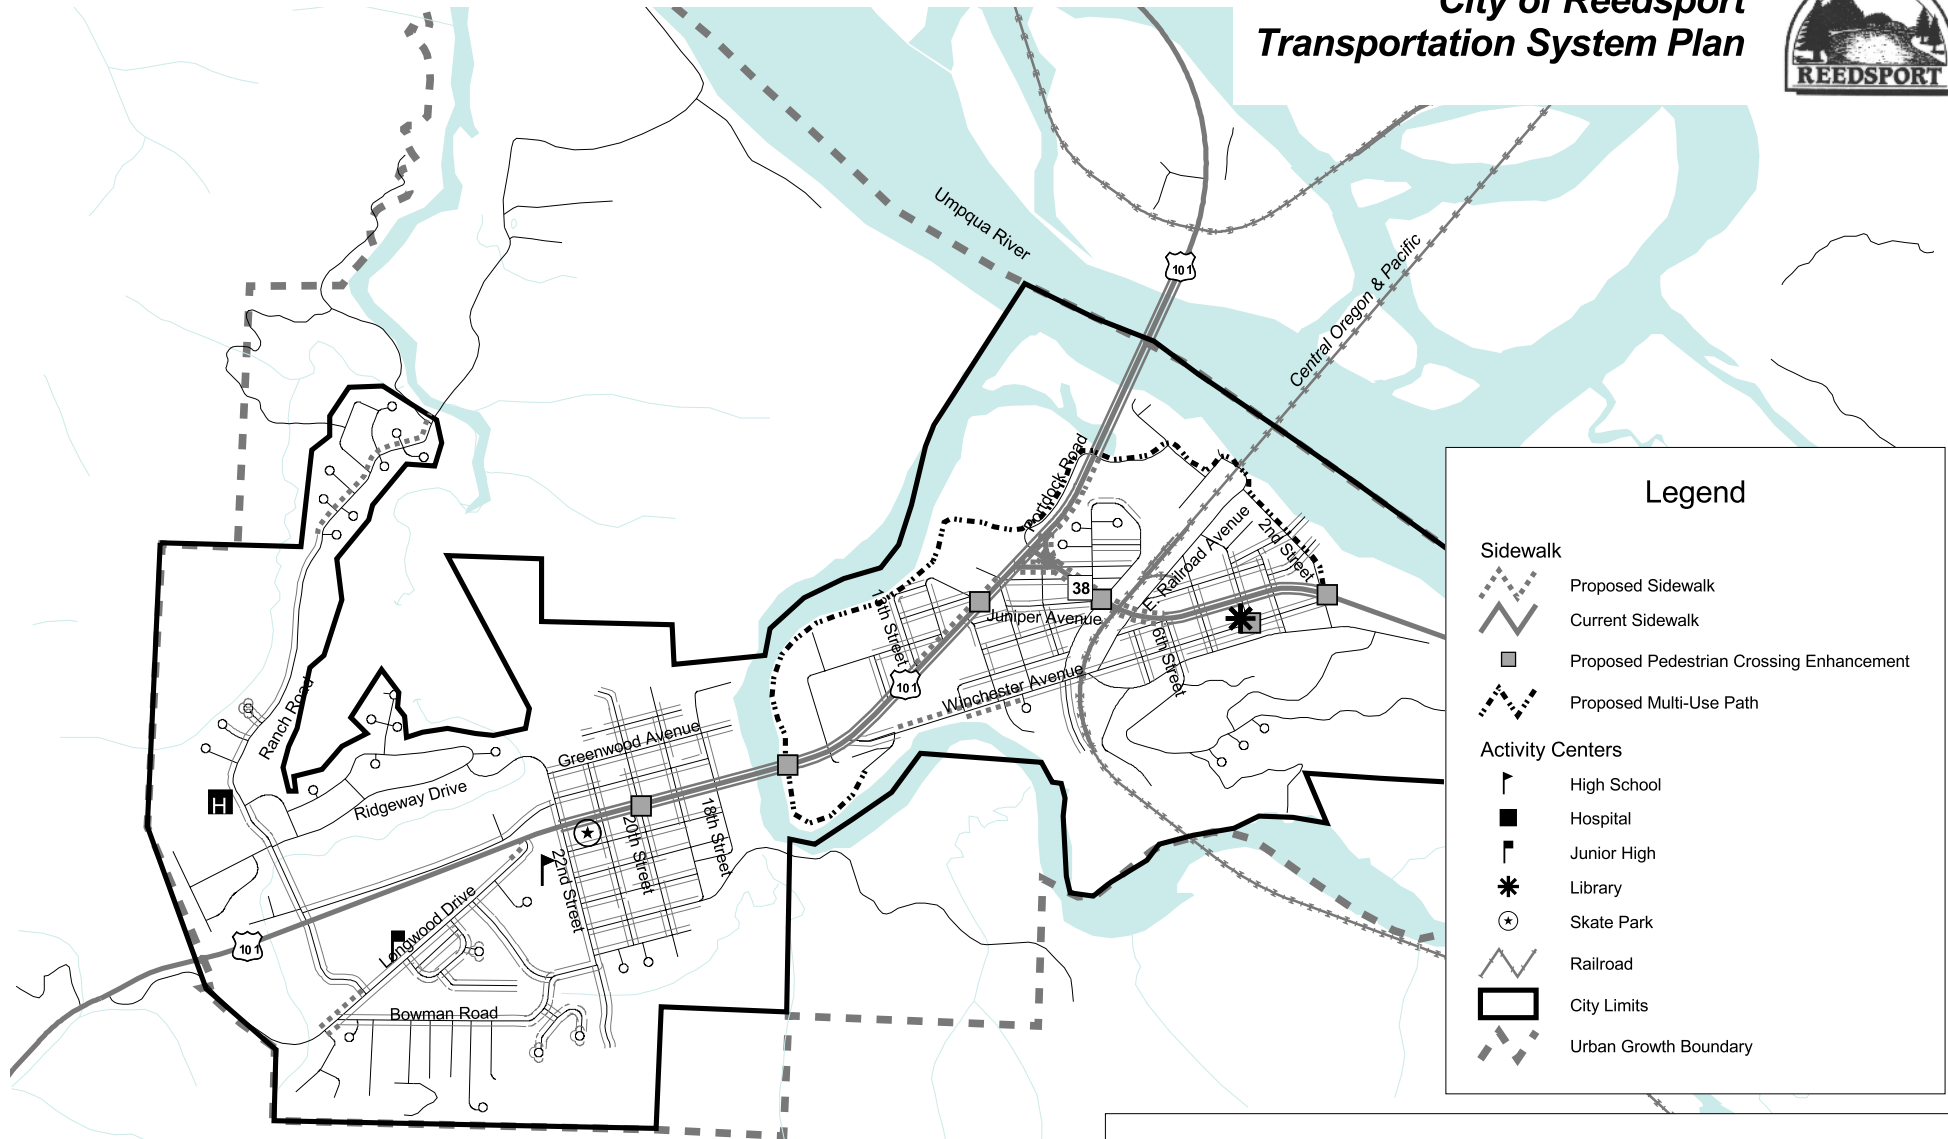 City of Reedsport
Transportation System Plan
REEDSPORT
Umpqua River
101
Central Oregon & Pacific
Portdock Road
E. Railroad Avenue
2nd Street
38
13th Street
Juniper Avenue
6th Street
101
Winchester Avenue
Ranch Road
Greenwood Avenue
Ridgeway Drive
H
18th Street
20th Street
22nd Street
Longwood Drive
101
Bowman Road
Legend
Sidewalk
Proposed Sidewalk
Current Sidewalk
Proposed Pedestrian Crossing Enhancement
Proposed Multi-Use Path
Activity Centers
High School
Hospital
Junior High
Library
Skate Park
Railroad
City Limits
Urban Growth Boundary